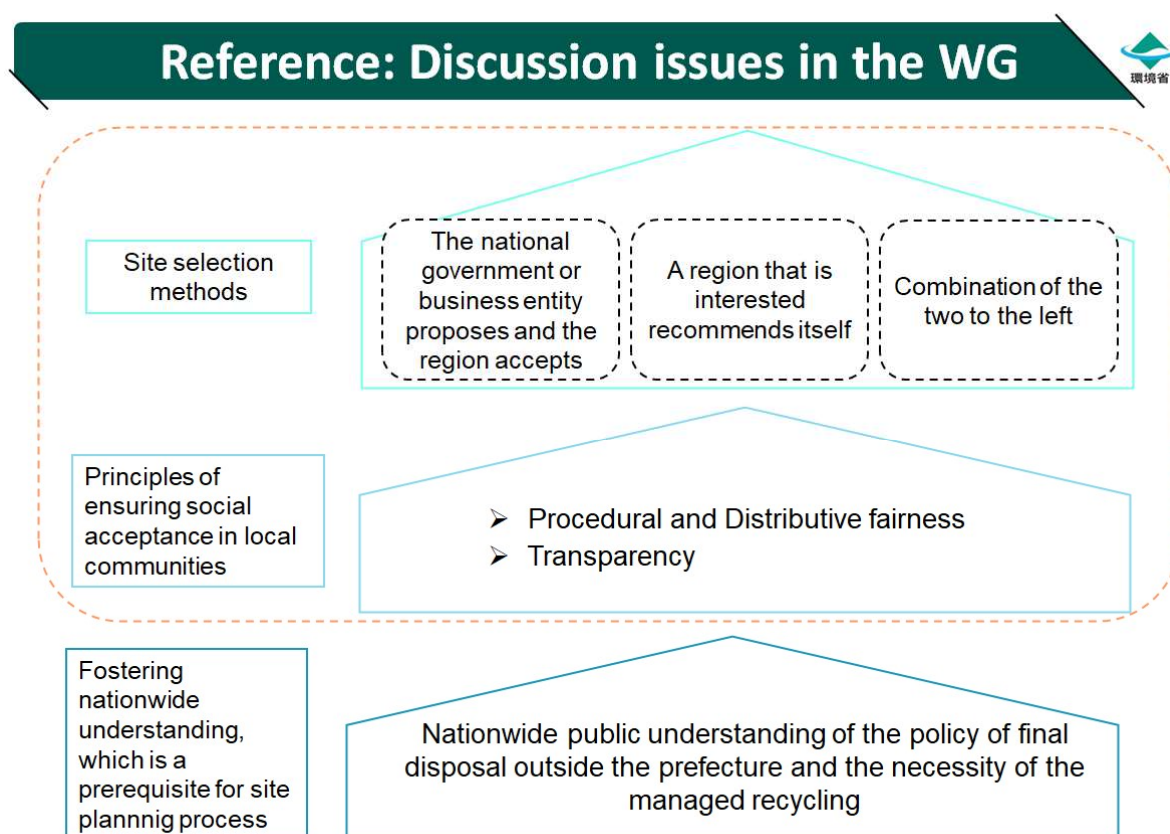 Reference: Discussion issues in the WG
環境省
Site selection
methods
The national
government or
business entity
proposes and the
region accepts
A region that is
interested
recommends itself
Combination of the
two to the left
Principles of
ensuring social
acceptance in local
communities
➢ Procedural and Distributive fairness
➢ Transparency
Fostering
nationwide
understanding,
which is a
prerequisite for site
plannnig process
Nationwide public understanding of the policy of final
disposal outside the prefecture and the necessity of the
managed recycling